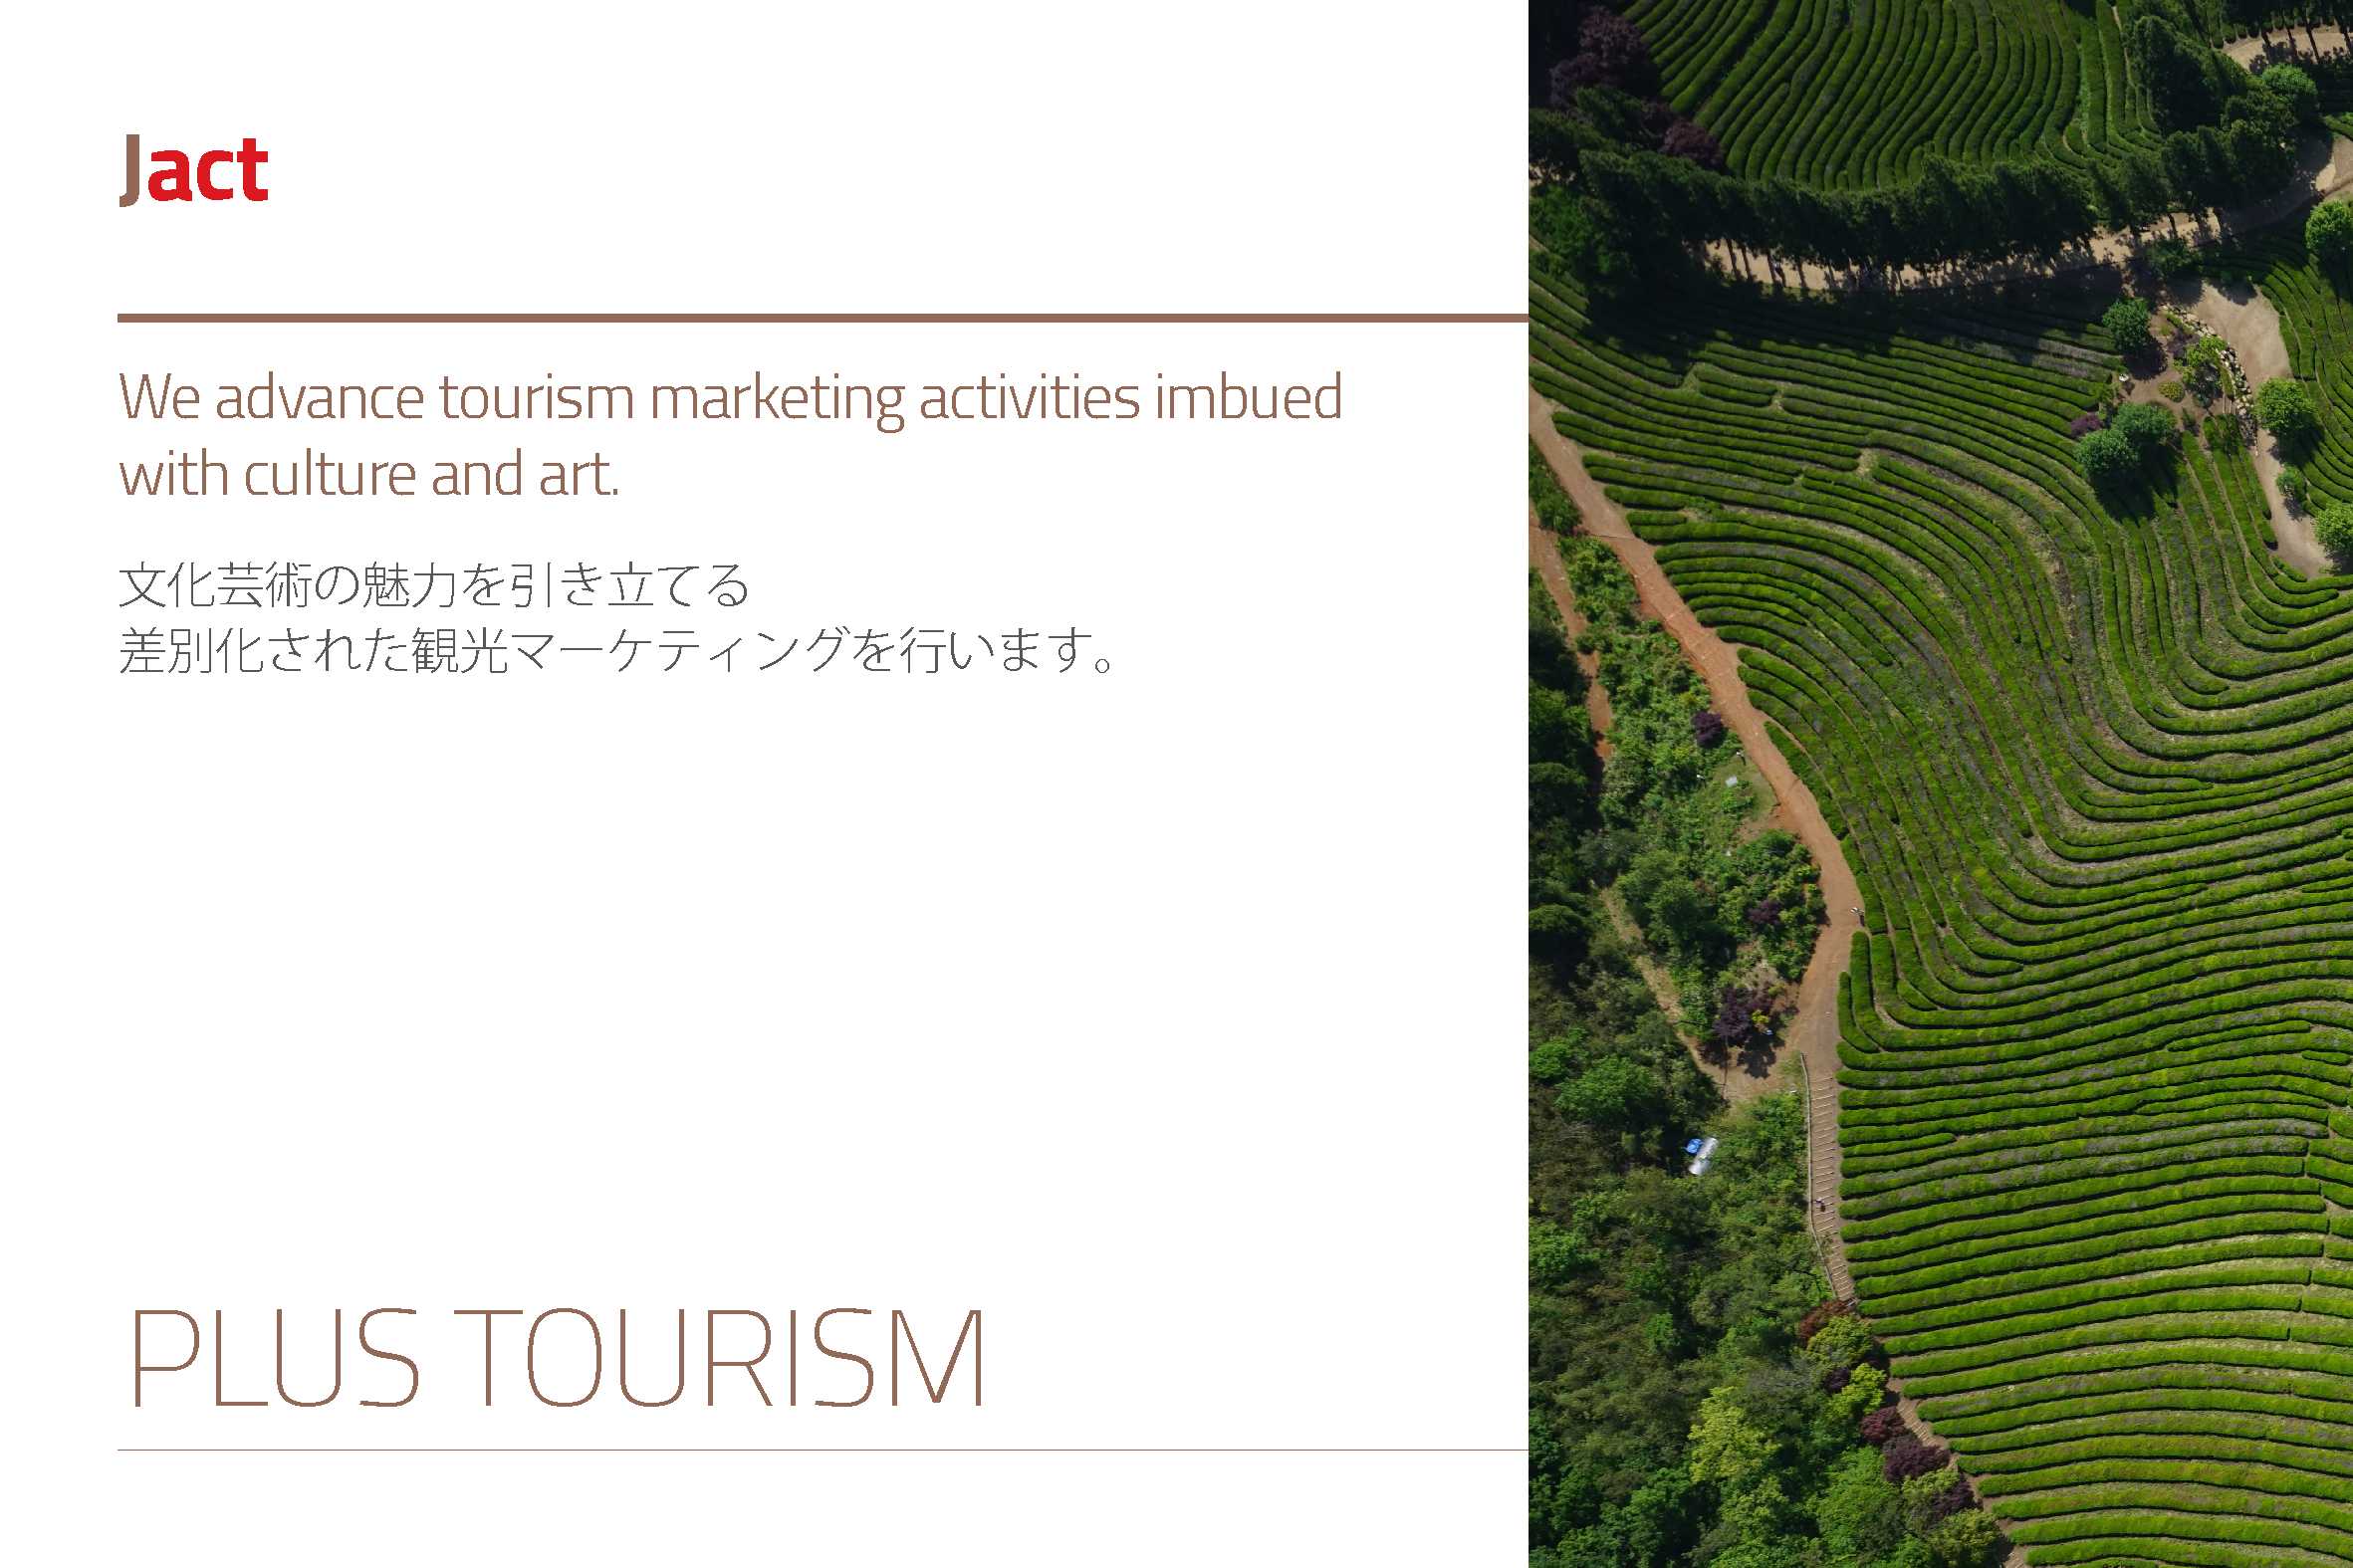 Jact
We advance tourism marketing activities imbued
with culture and art.
文化芸術の魅力を引き立てる
差別化された観光マーケティングを行います。
PLUS TOURISM